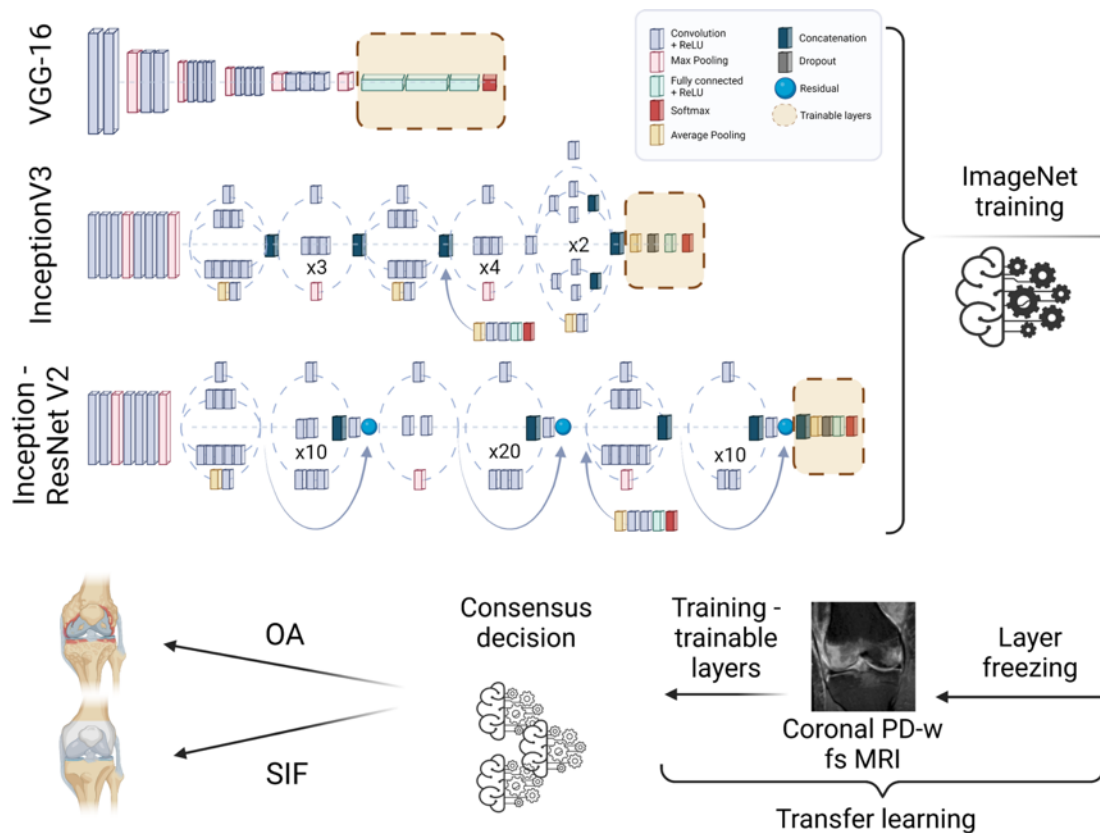 VGG-16
Convolution
+ ReLU
Max Pooling
Fully connected
+ ReLU
Softmax
Average Pooling
Concatenation
Dropout
Residual
Trainable layers
InceptionV3
x3
x4
x2
ImageNet
training
Inception -
ResNet V2
x10
x20
x10
OA
SIF
Consensus
decision
Training -
trainable
layers
Coronal PD-w
fs MRI
Layer
freezing
Transfer learning